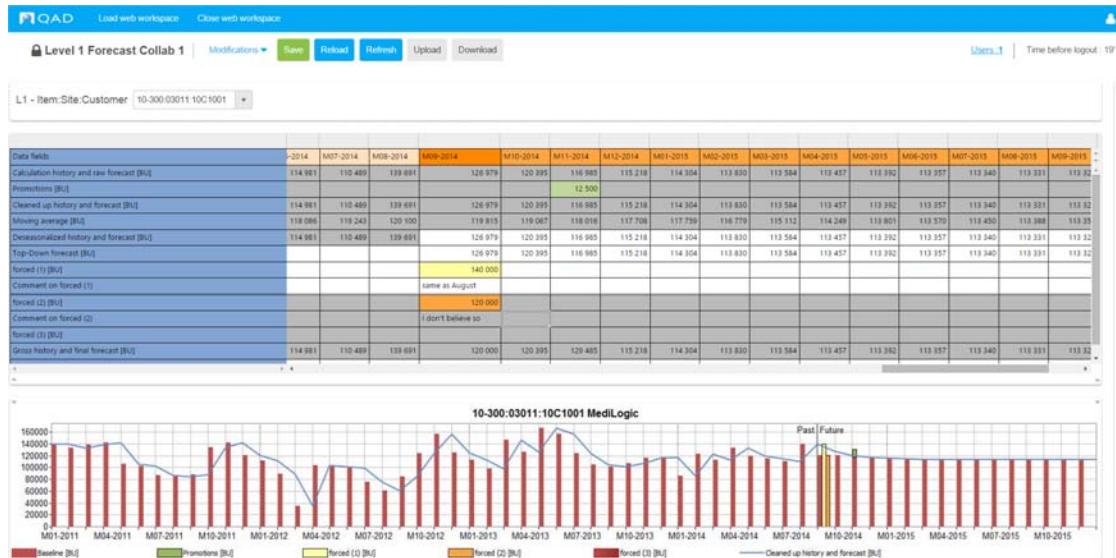 QAD Load web workspace Close web workspace
Level 1 Forecast Collab 1 Modifications Save Reload Refresh Upload Download Users :1 Time before logout : 19'
L1 - Item:Site:Customer 10-300:03011:10C1001
Data fields -2014 M07-2014 M08-2014 M09-2014 M10-2014 M11-2014 M12-2014 M01-2015 M02-2015 M03-2015 M04-2015 M05-2015 M06-2015 M07-2015 M08-2015 M09-2015
Calculation history and raw forecast [BU] 114 981 110 489 139 691 126 979 120 395 116 985 115 218 114 304 113 830 113 584 113 457 113 392 113 357 113 340 113 331 113 32
Promotions [BU] 12 500
Cleaned up history and forecast [BU] 114 981 110 489 139 691 126 979 120 395 116 985 115 218 114 304 113 830 113 584 113 457 113 392 113 357 113 340 113 331 113 32
Moving average [BU] 118 086 118 243 120 100 119 815 119 067 118 016 117 708 117 759 116 779 115 112 114 249 113 801 113 570 113 450 113 388 113 35
Deseasonalized history and forecast [BU] 114 981 110 489 139 691 126 979 120 395 116 985 115 218 114 304 113 830 113 584 113 457 113 392 113 357 113 340 113 331 113 32
Top-Down forecast [BU] 126 979 120 395 116 985 115 218 114 304 113 830 113 584 113 457 113 392 113 357 113 340 113 331 113 32
forced (1) [BU] 140 000
Comment on forced (1) same as August
forced (2) [BU] 120 000
Comment on forced (2) I don't believe so
forced (3) [BU]
Gross history and final forecast [BU] 114 981 110 489 139 691 120 000 120 395 129 485 115 218 114 304 113 830 113 584 113 457 113 392 113 357 113 340 113 331 113 32
10-300:03011:10C1001 MediLogic
Past Future
160000
140000
120000
100000
80000
60000
40000
20000
0
M01-2011 M04-2011 M07-2011 M10-2011 M01-2012 M04-2012 M07-2012 M10-2012 M01-2013 M04-2013 M07-2013 M10-2013 M01-2014 M04-2014 M07-2014 M10-2014 M01-2015 M04-2015 M07-2015 M10-2015
Baseline [BU] Promotions [BU] forced (1) [BU] forced (2) [BU] forced (3) [BU] Cleaned up history and forecast [BU]